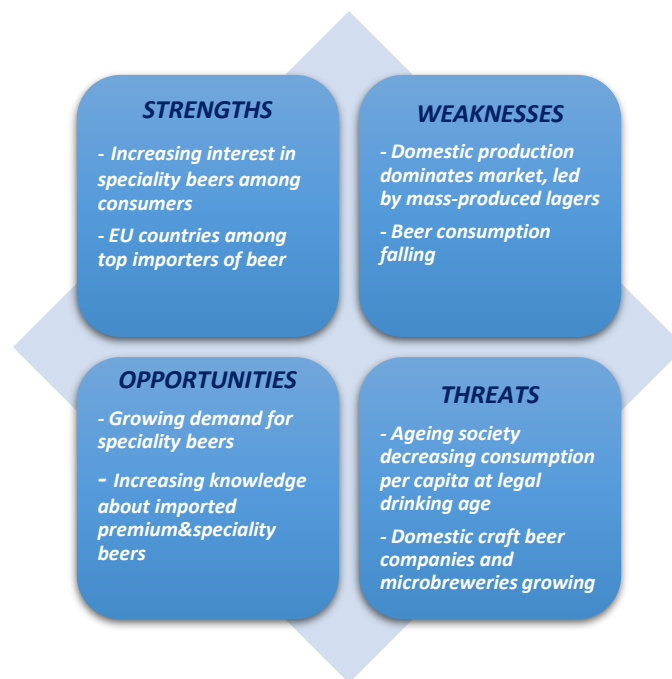 STRENGTHS
- Increasing interest in
speciality beers among
consumers
- EU countries among
top importers of beer
WEAKNESSES
- Domestic production
dominates market, led
by mass-produced lagers
- Beer consumption
falling
OPPORTUNITIES
- Growing demand for
speciality beers
- Increasing knowledge
about imported
premium&speciality
beers
THREATS
- Ageing society
decreasing consumption
per capita at legal
drinking age
- Domestic craft beer
companies and
microbreweries growing